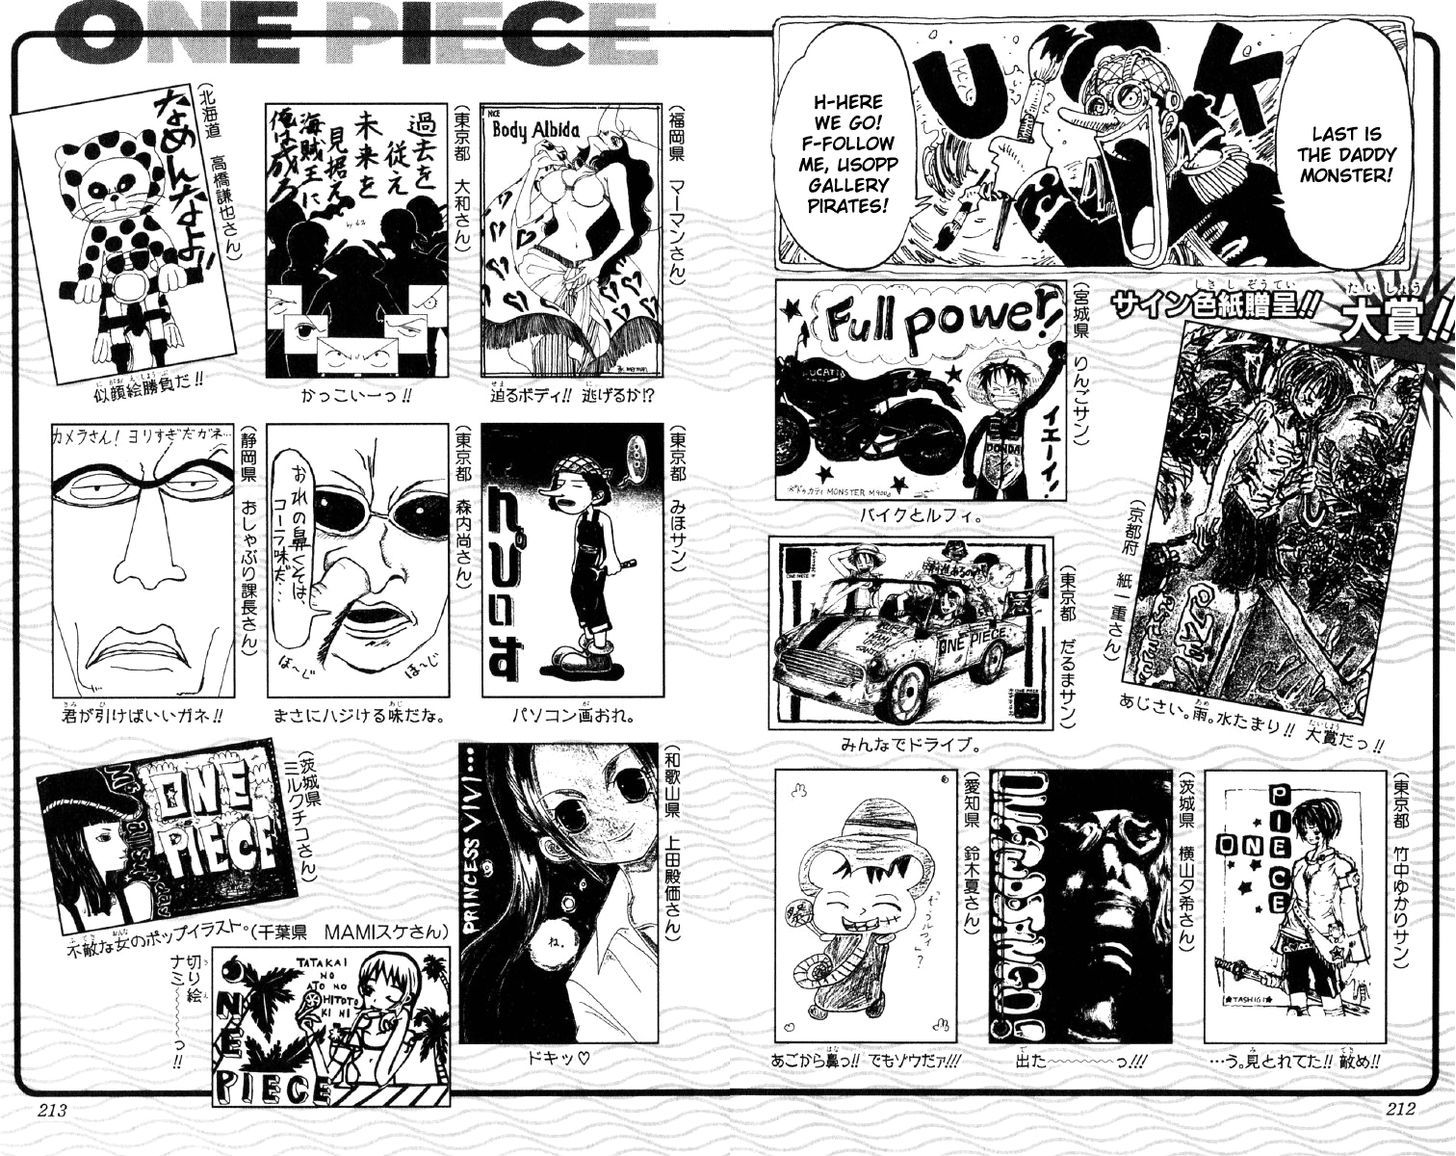 ONE PIECE
USK
LAST IS
THE DADDY
MONSTER!
H-HERE
WE GO!
F-FOLLOW
ME, USOPP
GALLERY
PIRATES!
サイン色紙贈呈!!
大賞!!
(京都府 紙一重さん)
あじさい。雨。水たまり!! 大賞だっ!!
Full power!
DUCATI
イエーイ!
DONDA
※ドゥカティ MONSTER M900。
(宮城県 りんごサン)
バイクとルフィ。
ONE PIECE
(東京都 だるまサン)
みんなでドライブ。
ONE
PIECE
★TASHIGI★
(東京都 竹中ゆかりサン)
…う。見とれてた!! 敵め!!
(茨城県 横山夕希さん)
出た〜〜〜〜〜っ!!!
(愛知県 鈴木夏さん)
あごから鼻っ!! でもゾウだァ!!!
212
NICE
Body Albida
(福岡県 マーマンさん)
迫るボディ!! 逃げるか!?
過去を
従え
未来を
見据え
海賊王に
俺は成る
(東京都 大和さん)
かっこいーっ!!
なめんなよ!!
(北海道 高橋謙也さん)
似顔絵勝負だ!!
(東京都 みほサン)
パソコン画おれ。
おれの鼻くそは、
コーラ味だ…
ほ〜じ
ほ〜じ
(東京都 森内尚さん)
まさにハジける味だな。
カメラさん! ヨリすぎだガネ…
(静岡県 おしゃぶり課長さん)
君が引けばいいガネ!!
PRINCESS VIVI…
ね。
(和歌山県 上田殿価さん)
ドキッ♡
ONE
PIECE
(茨城県 ミルクチコさん)
不敵な女のポップイラスト。
(千葉県 MAMIスケさん)
切り絵
ナミ〜〜〜〜っ!!
TATAKAI
NO
ATO NO
HITOTO
KI NI
ONE
PIECE
213